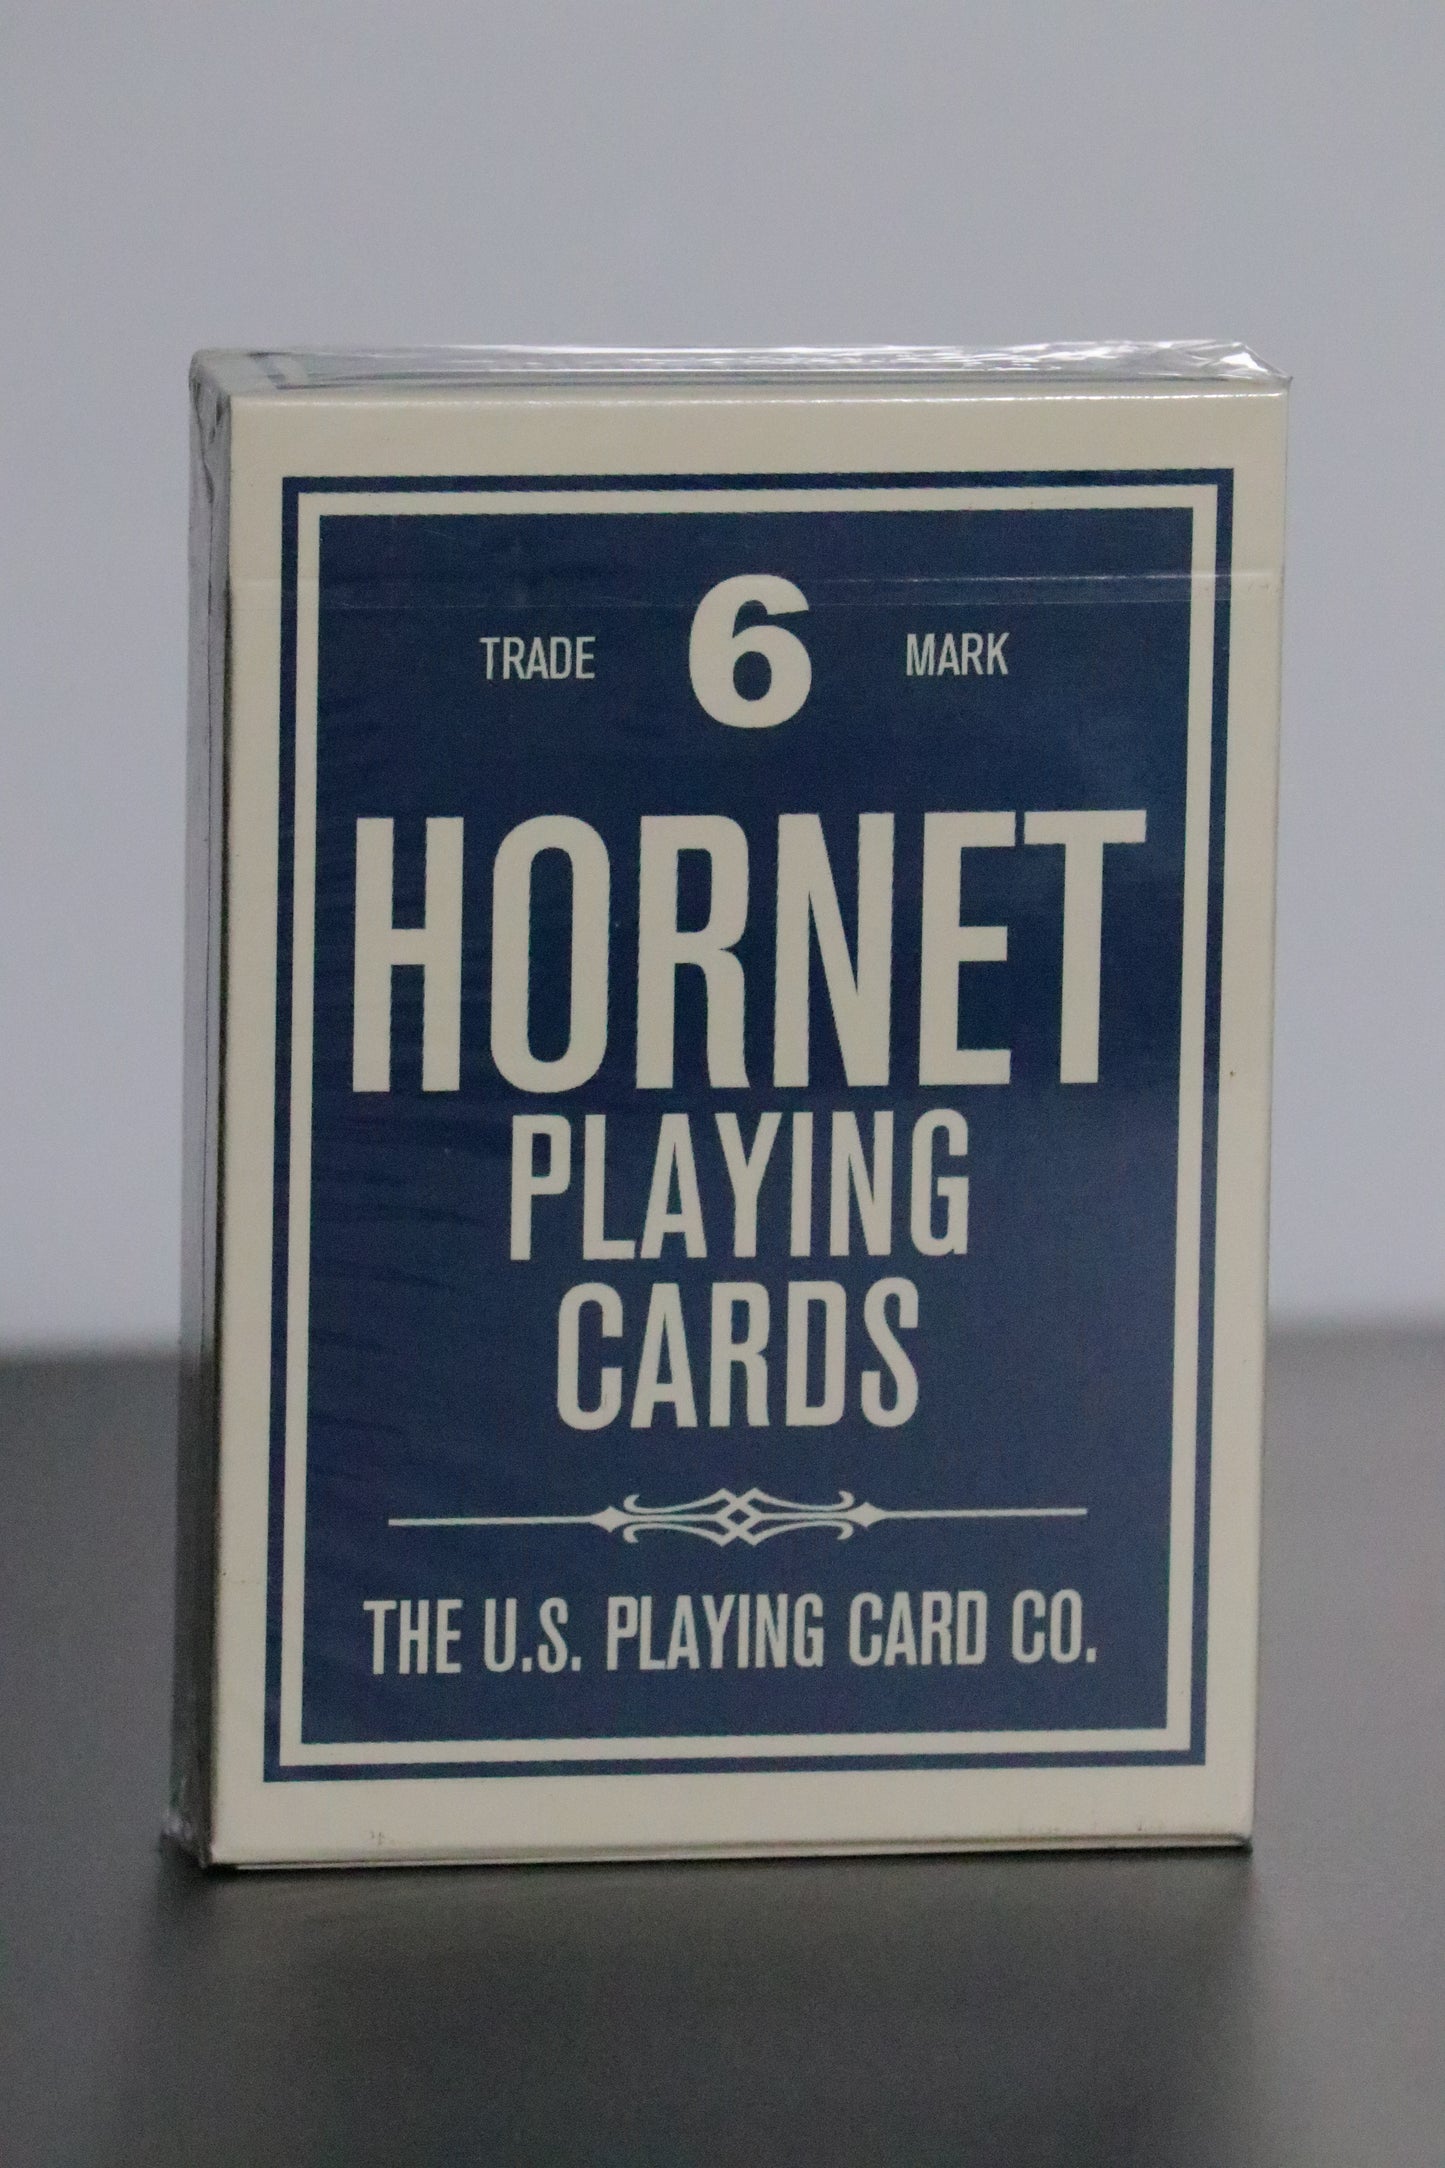 TRADE 6 MARK
HORNET
PLAYING
CARDS
THE U.S. PLAYING CARD CO.